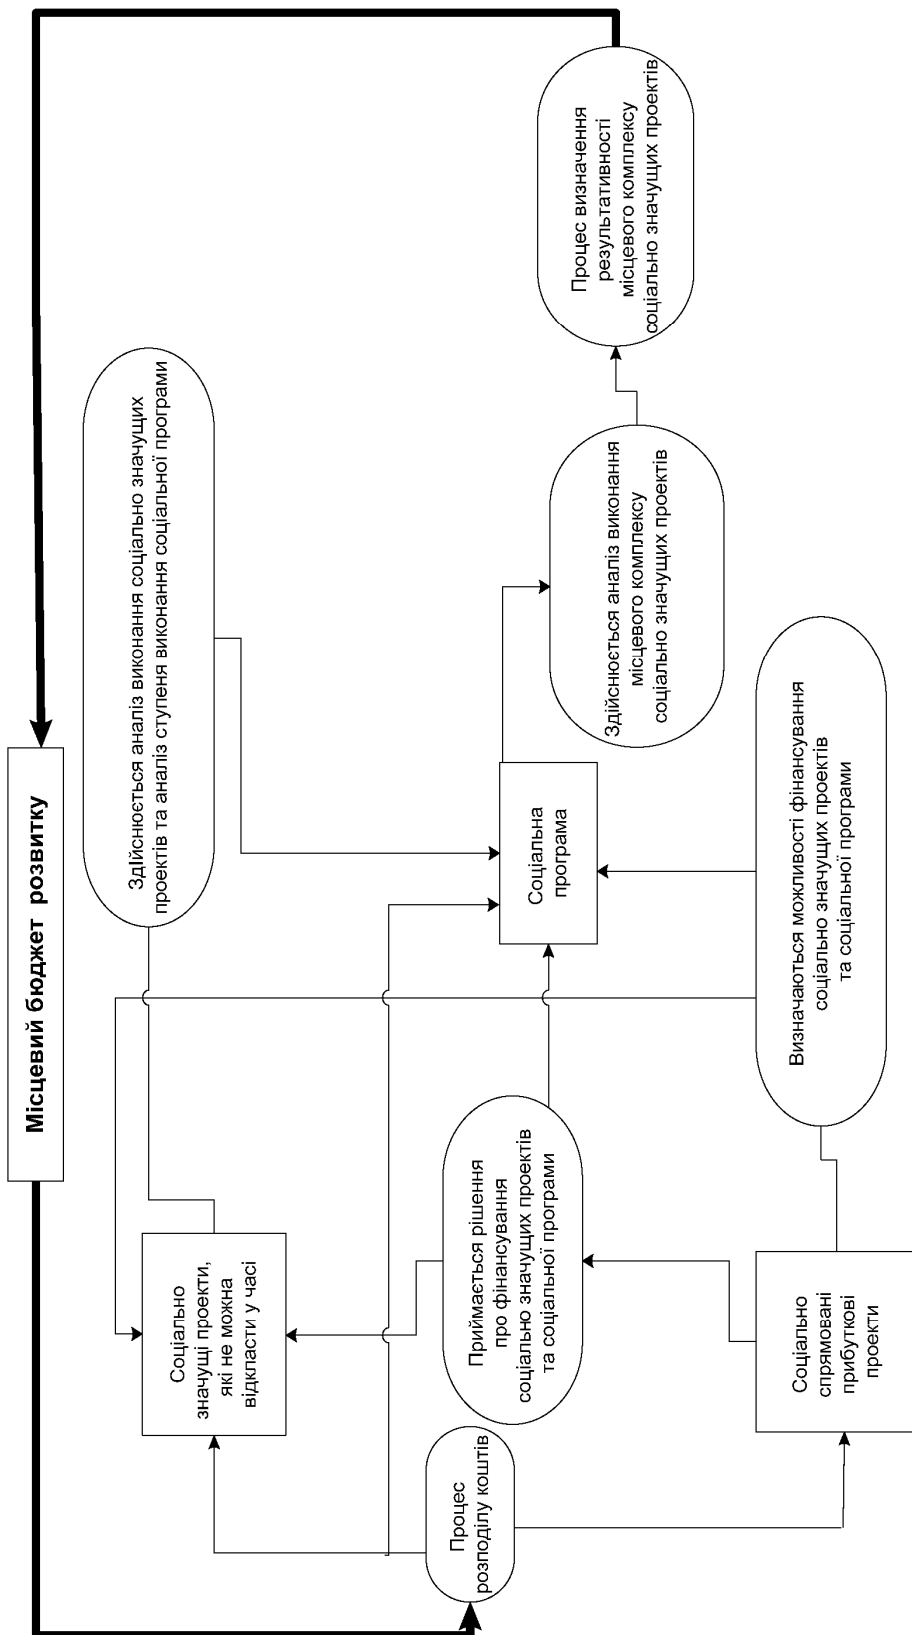 Місцевий бюджет розвитку
Соціально
значущі проекти,
які не можна
відкласти у часі
Здійснюється аналіз виконання соціально значущих
проектів та аналіз ступеня виконання соціальної програми
Процес
розподілу коштів
Приймається рішення
про фінансування
соціально значущих проектів
та соціальної програми
Соціальна
програма
Здійснюється аналіз виконання
місцевого комплексу
соціально значущих проектів
Процес визначення
результативності
місцевого комплексу
соціально значущих проектів
Соціально
спрямовані
прибуткові
проекти
Визначаються можливості фінансування
соціально значущих проектів
та соціальної програми